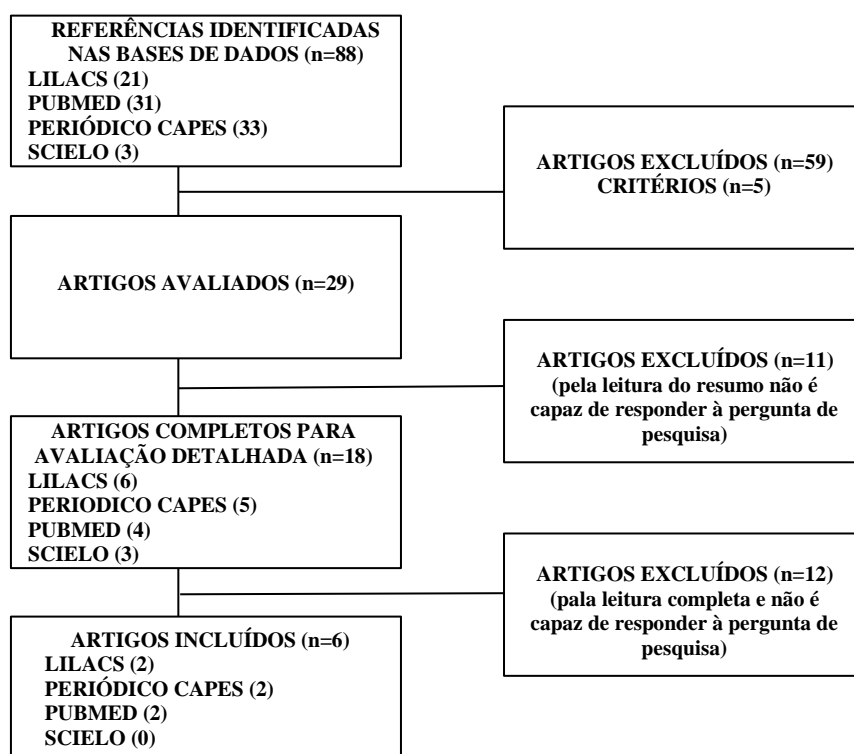 REFERÊNCIAS IDENTIFICADAS
NAS BASES DE DADOS (n=88)
LILACS (21)
PUBMED (31)
PERIÓDICO CAPES (33)
SCIELO (3)
ARTIGOS EXCLUÍDOS (n=59)
CRITÉRIOS (n=5)
ARTIGOS AVALIADOS (n=29)
ARTIGOS EXCLUÍDOS (n=11)
(pela leitura do resumo não é
capaz de responder à pergunta de
pesquisa)
ARTIGOS COMPLETOS PARA
AVALIAÇÃO DETALHADA (n=18)
LILACS (6)
PERIODICO CAPES (5)
PUBMED (4)
SCIELO (3)
ARTIGOS EXCLUÍDOS (n=12)
(pala leitura completa e não é
capaz de responder à pergunta de
pesquisa)
ARTIGOS INCLUÍDOS (n=6)
LILACS (2)
PERIÓDICO CAPES (2)
PUBMED (2)
SCIELO (0)